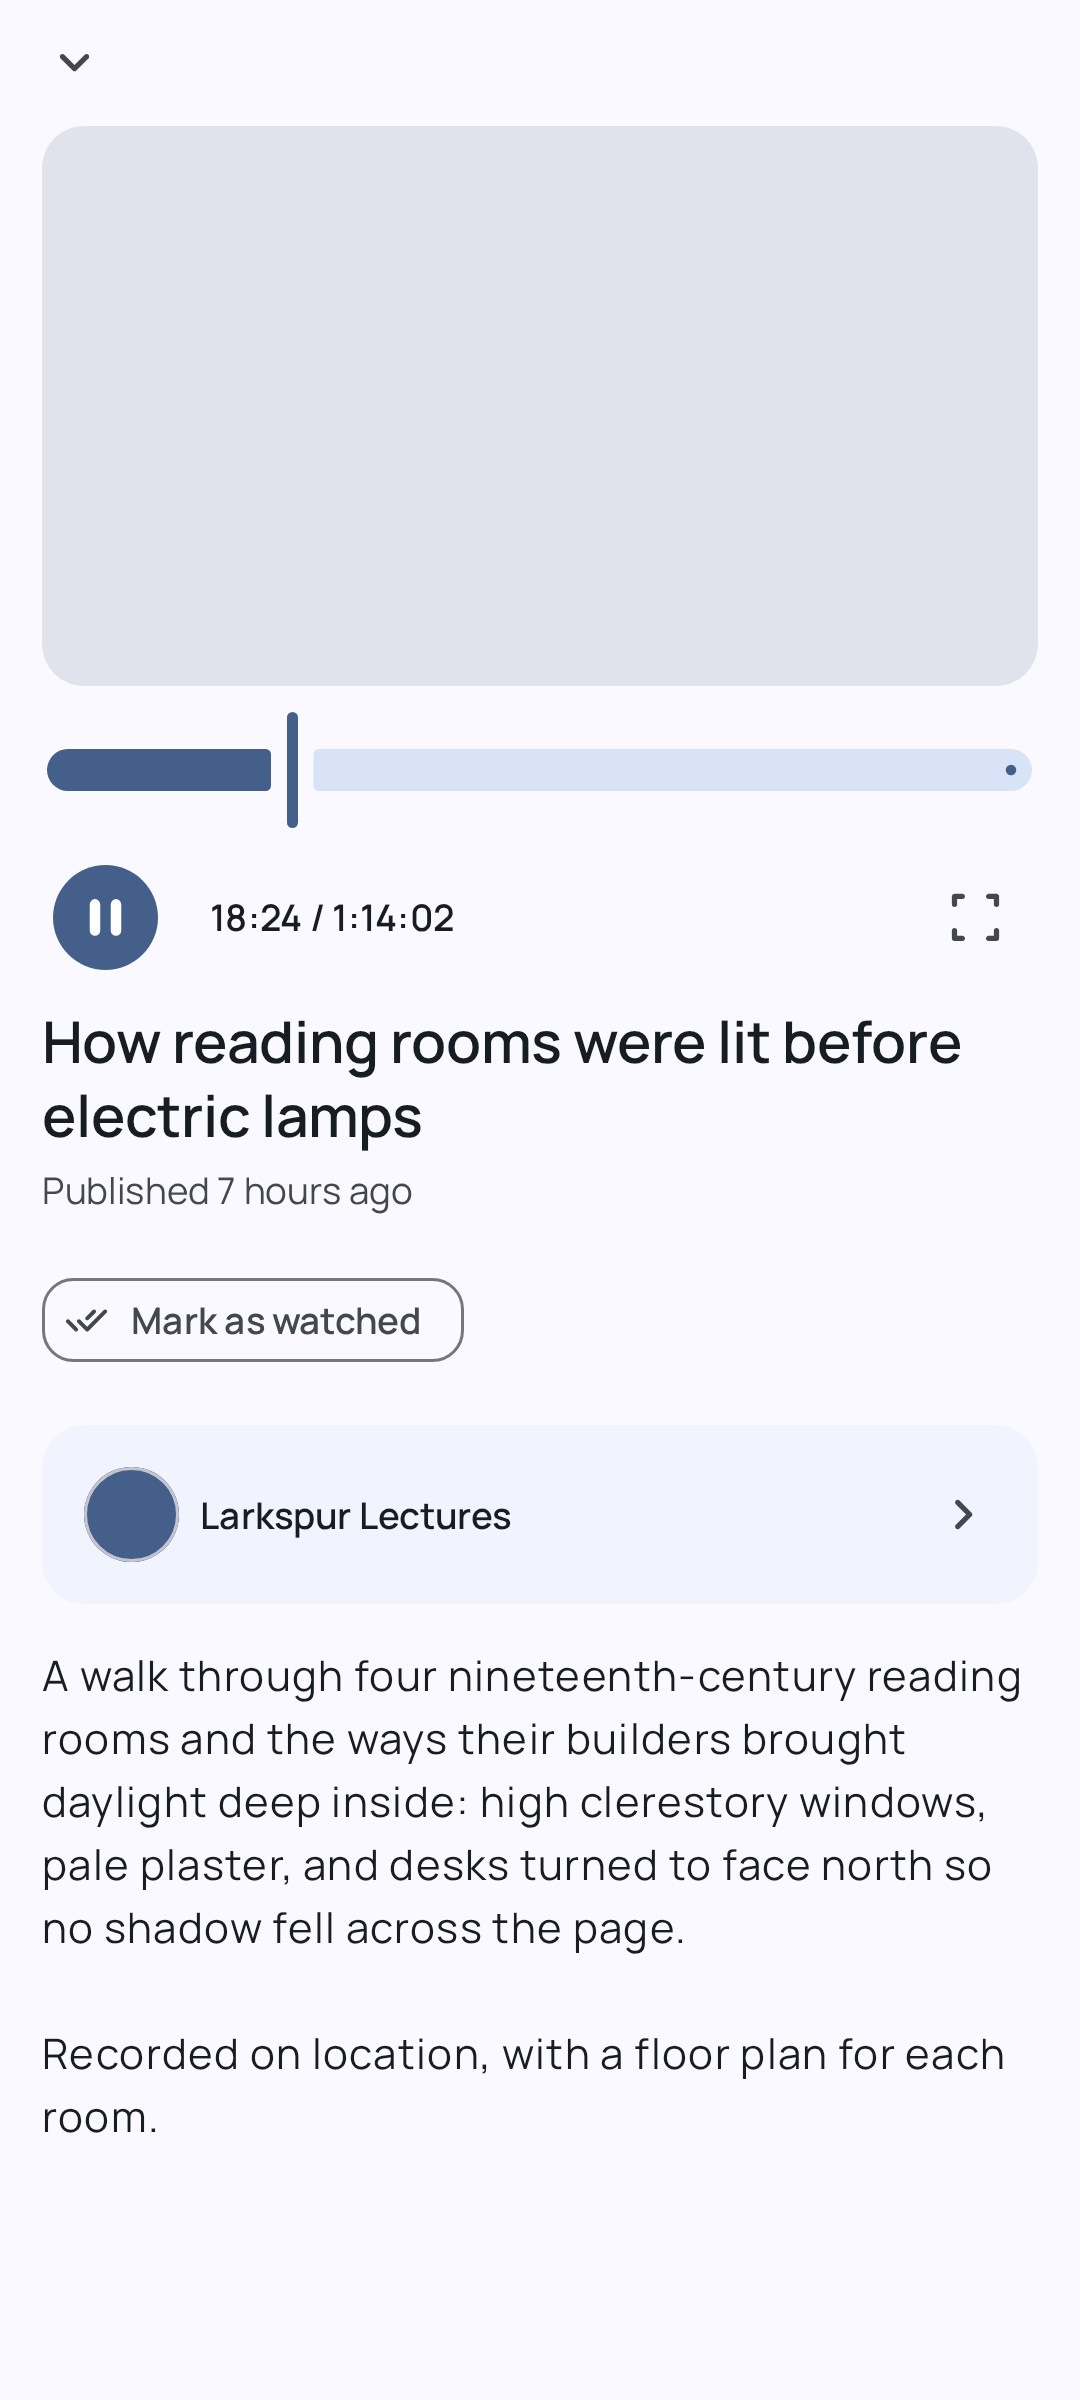 18:24 / 1:14:02
How reading rooms were lit before
electric lamps
Published 7 hours ago
Mark as watched
Larkspur Lectures
A walk through four nineteenth-century reading
rooms and the ways their builders brought
daylight deep inside: high clerestory windows,
pale plaster, and desks turned to face north so
no shadow fell across the page.
Recorded on location, with a floor plan for each
room.